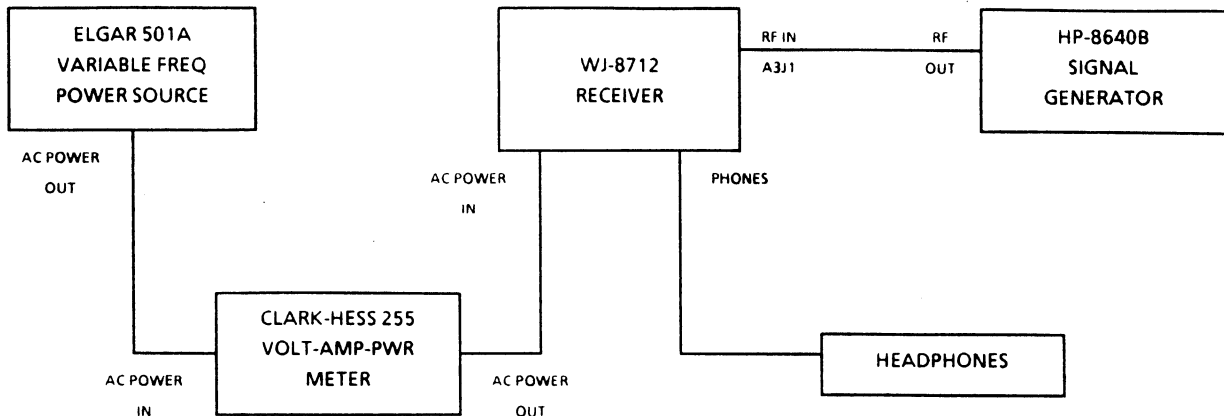 ELGAR 501A
VARIABLE FREQ
POWER SOURCE
WJ-8712
RECEIVER
RF IN
A3J1
RF
OUT
HP-8640B
SIGNAL
GENERATOR
AC POWER
OUT
AC POWER
IN
PHONES
CLARK-HESS 255
VOLT-AMP-PWR
METER
AC POWER
IN
AC POWER
OUT
HEADPHONES